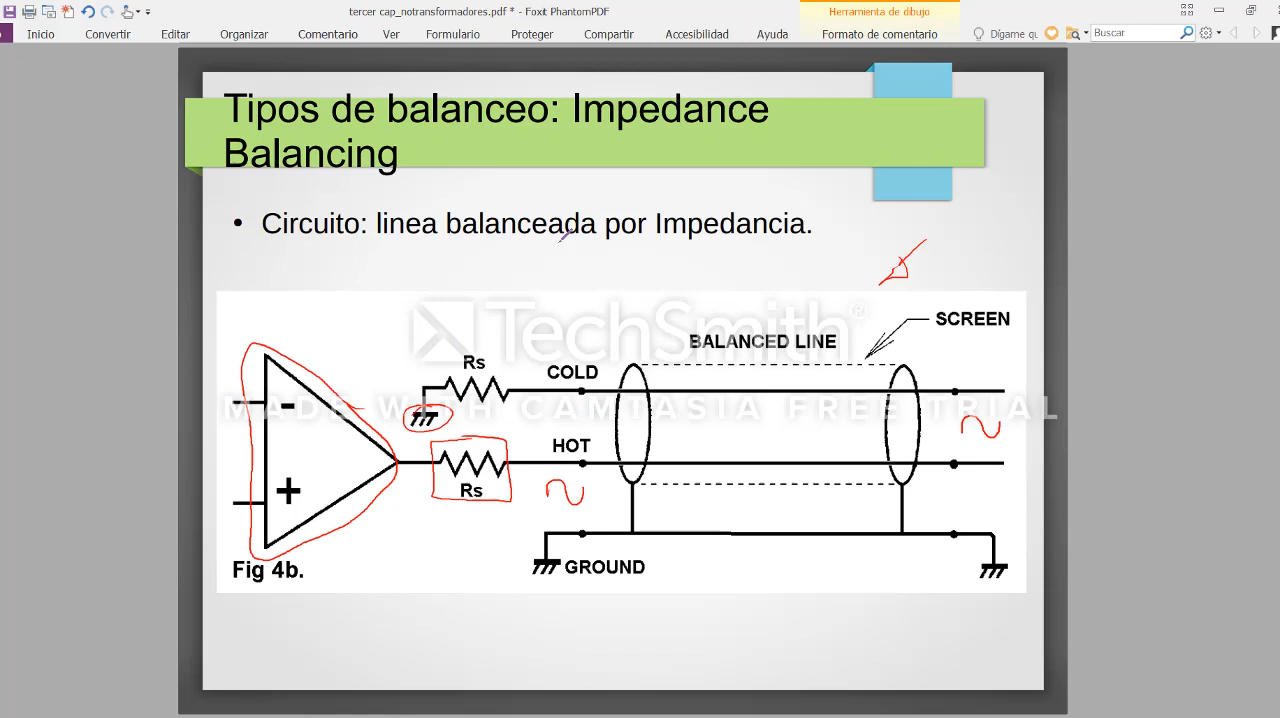 tercer cap_notransformadores.pdf * - Foxit PhantomPDF
Herramienta de dibujo
Inicio
Convertir
Editar
Organizar
Comentario
Ver
Formulario
Proteger
Compartir
Accesibilidad
Ayuda
Formato de comentario
Dígame qu
Buscar
Tipos de balanceo: Impedance
Balancing
• Circuito: linea balanceada por Impedancia.
TechSmith®
MADE WITH CAMTASIA FREE TRIAL
SCREEN
BALANCED LINE
Rs
COLD
-
HOT
+
Rs
GROUND
Fig 4b.